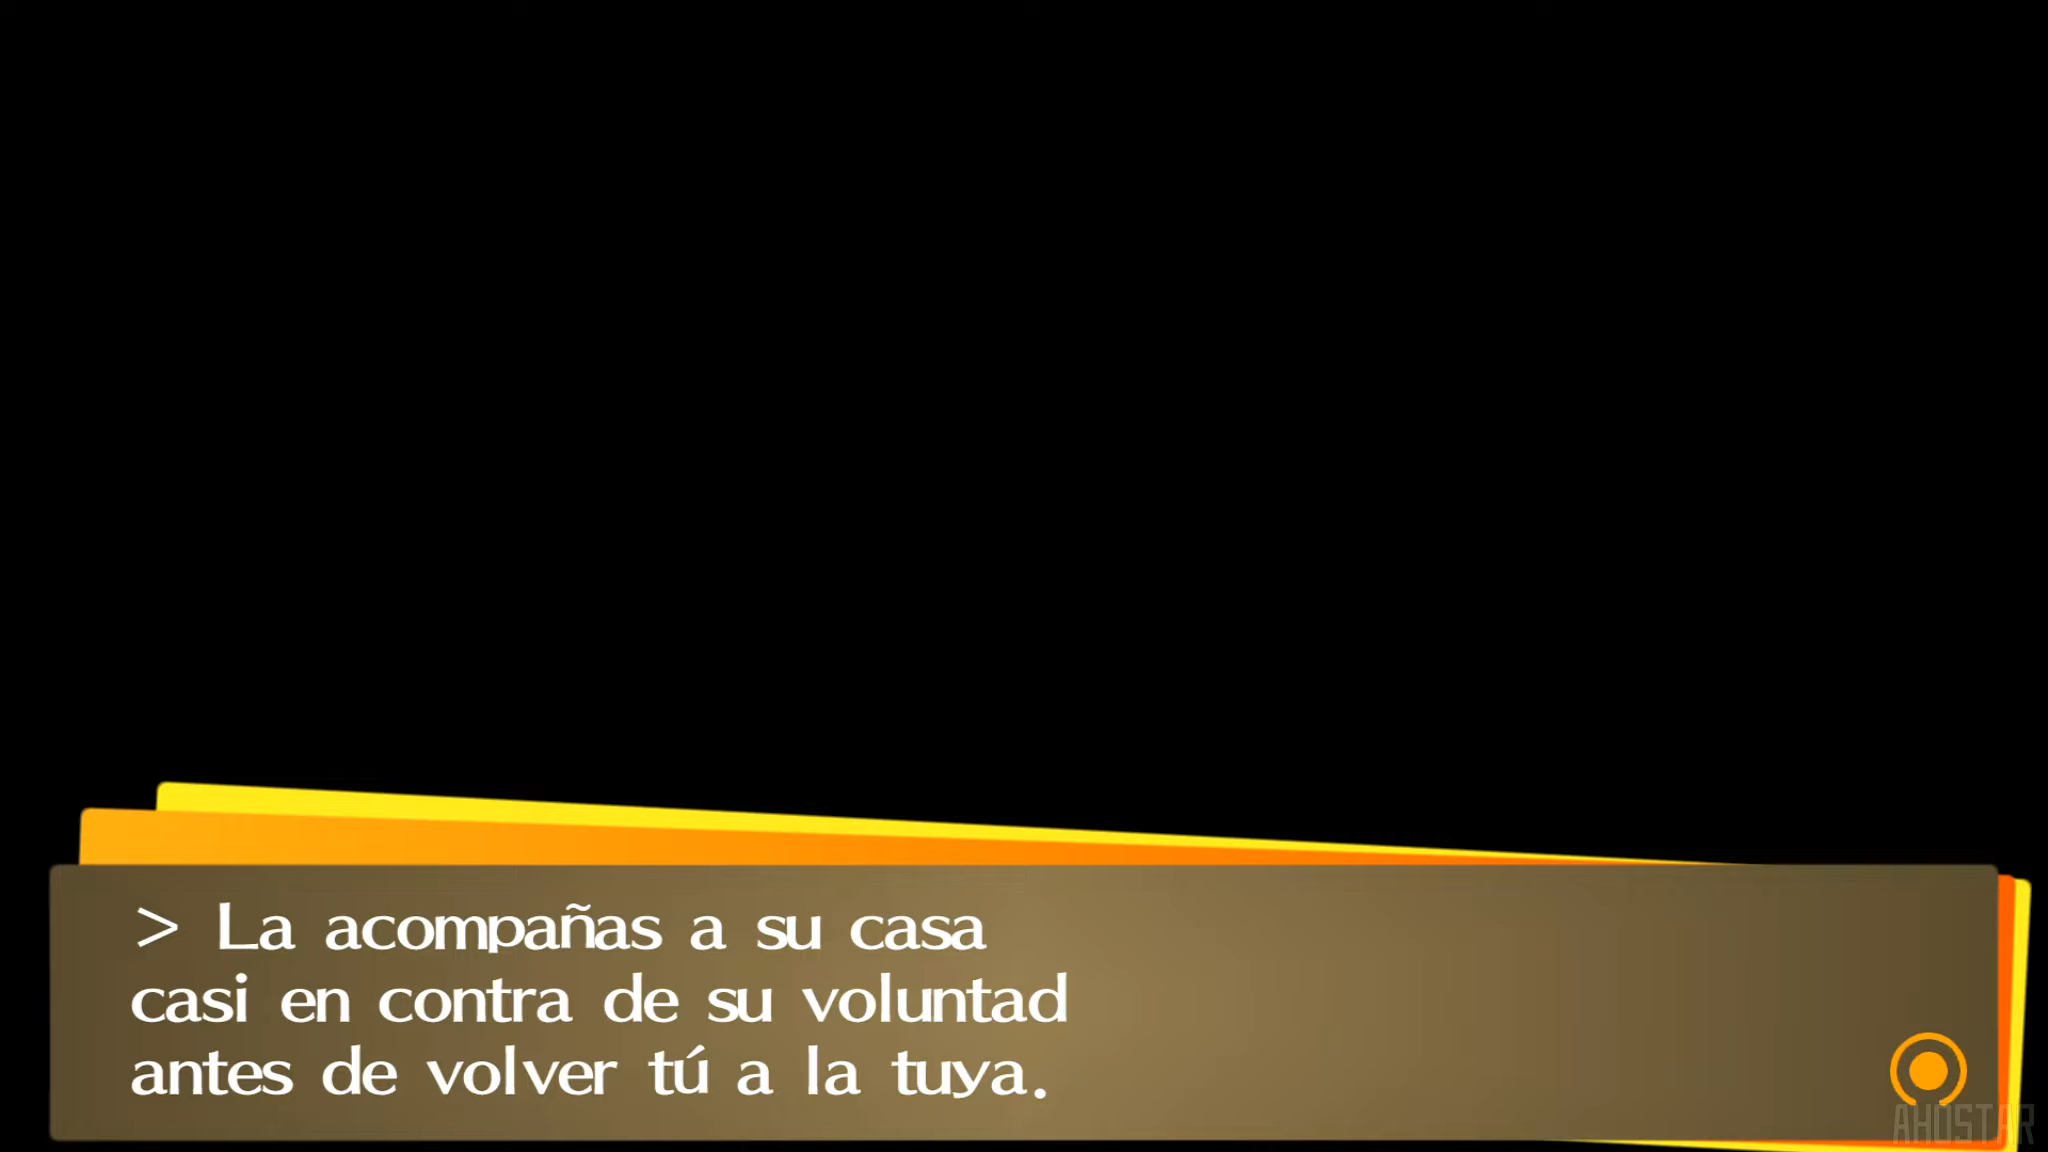 > La acompañas a su casa
casi en contra de su voluntad
antes de volver tú a la tuya.
AHOSTAR